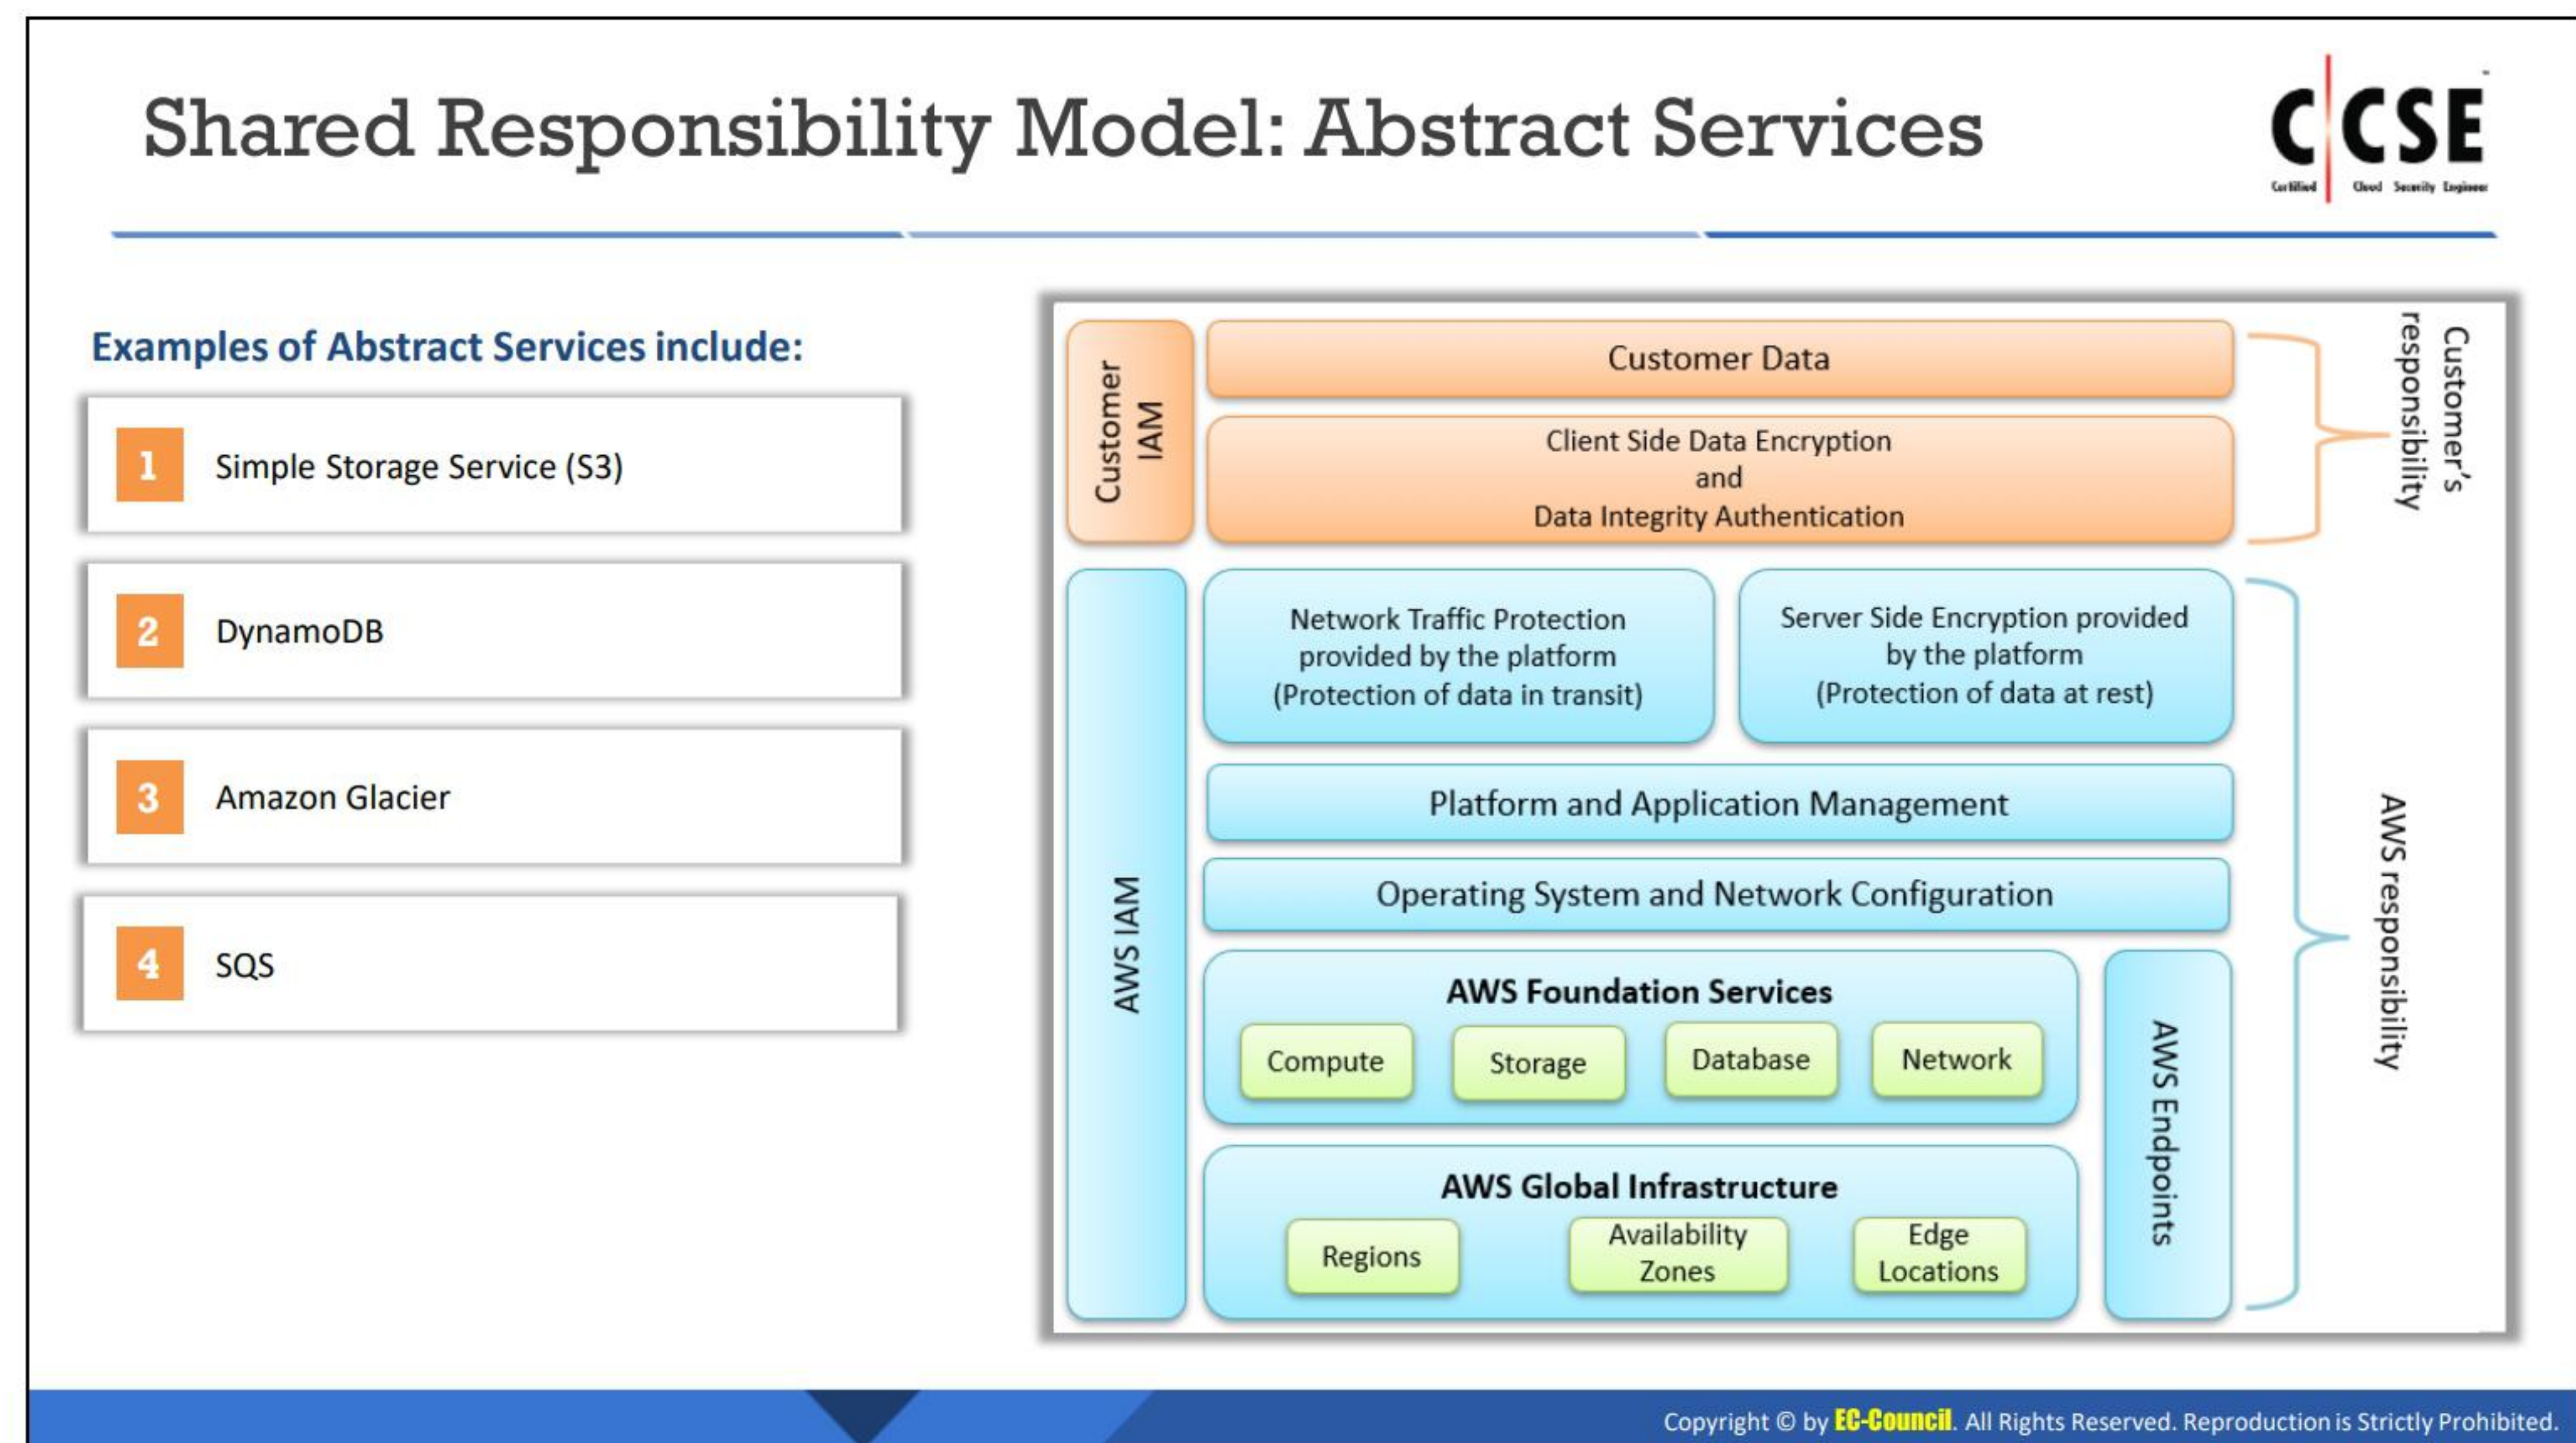 Shared Responsibility Model: Abstract Services
C CSE
Certified Cloud Security Engineer
Examples of Abstract Services include:
1 Simple Storage Service (S3)
2 DynamoDB
3 Amazon Glacier
4 SQS
Customer
IAM
Customer Data
Client Side Data Encryption
and
Data Integrity Authentication
Customer's
responsibility
AWS IAM
Network Traffic Protection
provided by the platform
(Protection of data in transit)
Server Side Encryption provided
by the platform
(Protection of data at rest)
Platform and Application Management
Operating System and Network Configuration
AWS Foundation Services
Compute
Storage
Database
Network
AWS Global Infrastructure
Regions
Availability
Zones
Edge
Locations
AWS Endpoints
AWS responsibility
Copyright © by EC-Council. All Rights Reserved. Reproduction is Strictly Prohibited.